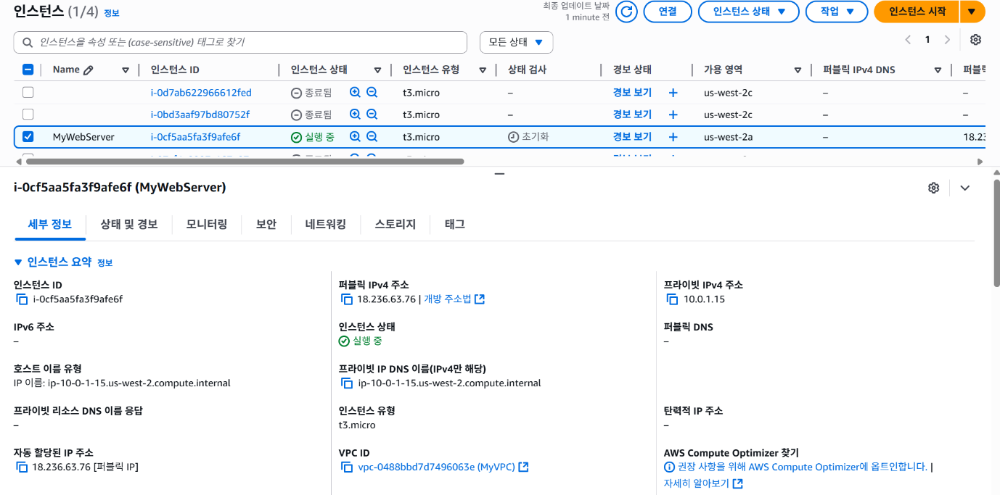 인스턴스 (1/4) 정보
최종 업데이트 날짜
1 minute 전
연결
인스턴스 상태
작업
인스턴스 시작
인스턴스을 속성 또는 (case-sensitive) 태그로 찾기
모든 상태
1
Name 인스턴스 ID 인스턴스 상태 인스턴스 유형 상태 검사 경보 상태 가용 영역 퍼블릭 IPv4 DNS 퍼블릭
i-0d7ab622966612fed 종료됨 t3.micro – 경보 보기 + us-west-2c – –
i-0bd3aaf97bd80752f 종료됨 t3.micro – 경보 보기 + us-west-2c – –
MyWebServer i-0cf5aa5fa3f9afe6f 실행 중 t3.micro 초기화 경보 보기 + us-west-2a – 18.23
i-0cf5aa5fa3f9afe6f (MyWebServer)
세부 정보 상태 및 경보 모니터링 보안 네트워킹 스토리지 태그
인스턴스 요약 정보
인스턴스 ID
i-0cf5aa5fa3f9afe6f
퍼블릭 IPv4 주소
18.236.63.76 | 개방 주소법
프라이빗 IPv4 주소
10.0.1.15
IPv6 주소
–
인스턴스 상태
실행 중
퍼블릭 DNS
–
호스트 이름 유형
IP 이름: ip-10-0-1-15.us-west-2.compute.internal
프라이빗 IP DNS 이름(IPv4만 해당)
ip-10-0-1-15.us-west-2.compute.internal
프라이빗 리소스 DNS 이름 응답
–
인스턴스 유형
t3.micro
탄력적 IP 주소
–
자동 할당된 IP 주소
18.236.63.76 [퍼블릭 IP]
VPC ID
vpc-0488bbd7d7496063e (MyVPC)
AWS Compute Optimizer 찾기
권장 사항을 위해 AWS Compute Optimizer에 옵트인합니다. |
자세히 알아보기